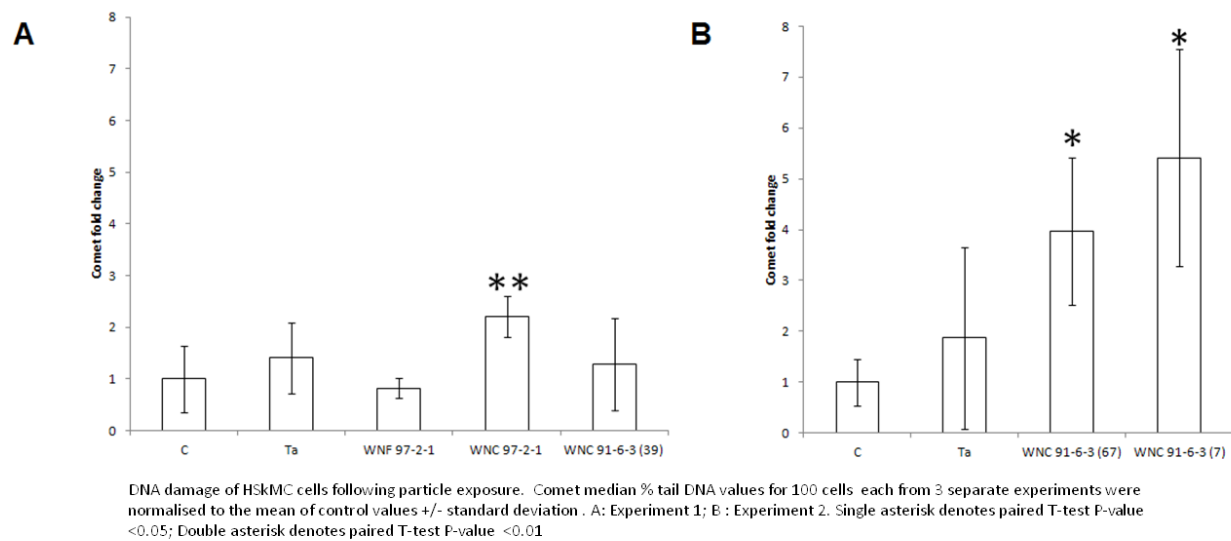 A
8
7
6
5
4
3
2
1
0
Comet fold change
**
C Ta WNF 97-2-1 WNC 97-2-1 WNC 91-6-3 (39)
B
8
7
6
5
4
3
2
1
0
Comet fold change
*
*
C Ta WNC 91-6-3 (67) WNC 91-6-3 (7)
DNA damage of HSkMC cells following particle exposure. Comet median % tail DNA values for 100 cells each from 3 separate experiments were
normalised to the mean of control values +/- standard deviation . A: Experiment 1; B : Experiment 2. Single asterisk denotes paired T-test P-value
<0.05; Double asterisk denotes paired T-test P-value <0.01